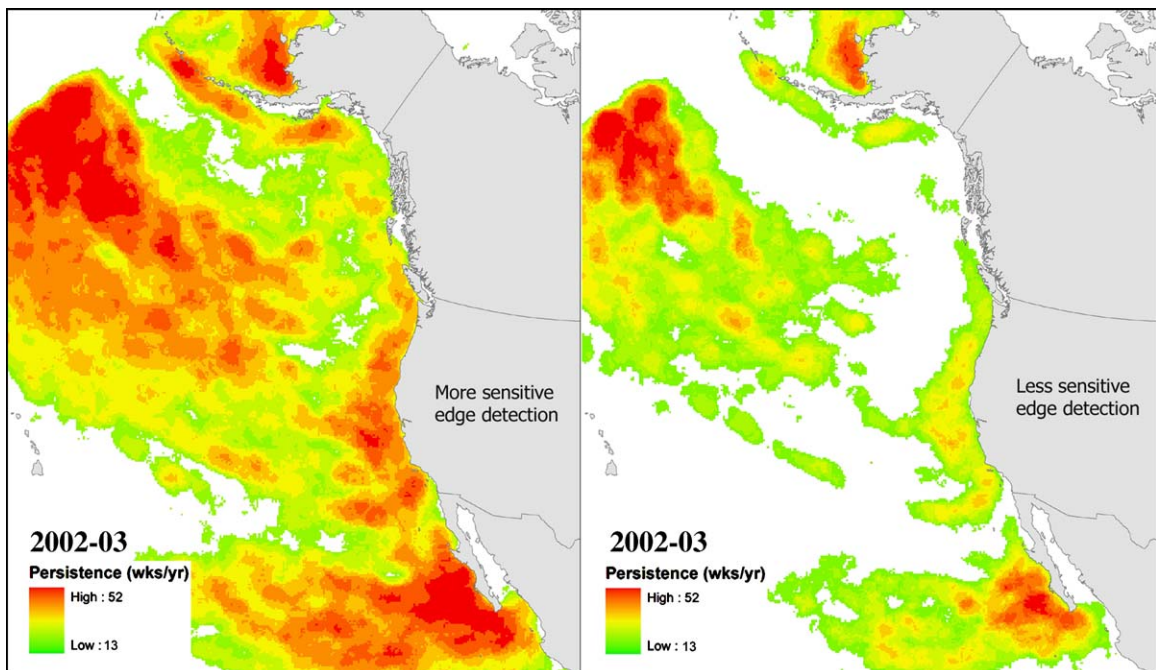 More sensitive
edge detection
2002-03
Persistence (wks/yr)
High : 52
Low : 13
Less sensitive
edge detection
2002-03
Persistence (wks/yr)
High : 52
Low : 13